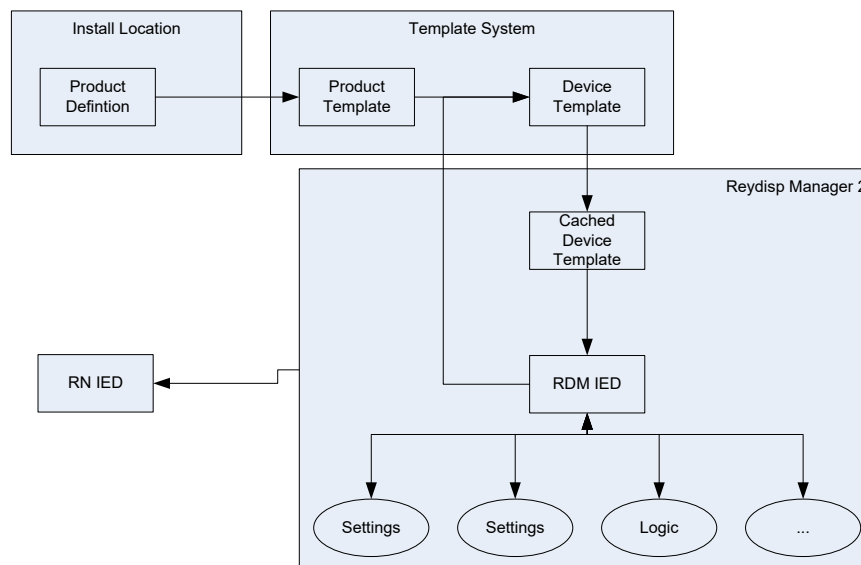 Install Location
Template System
Product
Defintion
Product
Template
Device
Template
Reydisp Manager 2
Cached
Device
Template
RN IED
RDM IED
Settings
Settings
Logic
...